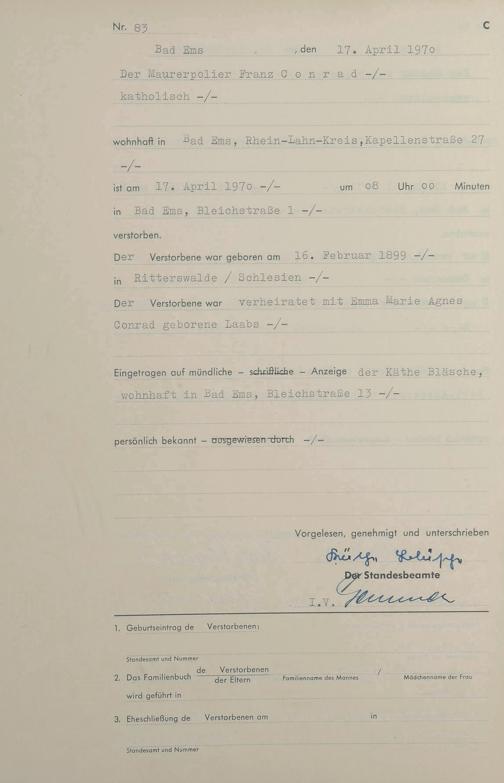 Nr. 83 C
Bad Ems , den 17. April 1970
Der Maurerpolier Franz C o n r a d -/-
katholisch -/-
wohnhaft in Bad Ems, Rhein-Lahn-Kreis,Kapellenstraße 27
-/-
ist am 17. April 1970 -/- um 08 Uhr 00 Minuten
in Bad Ems, Bleichstraße 1 -/-
verstorben.
Der Verstorbene war geboren am 16. Februar 1899 -/-
in Ritterswalde / Schlesien -/-
Der Verstorbene war verheiratet mit Emma Marie Agnes
Conrad geborene Laabs -/-
Eingetragen auf mündliche – schriftliche – Anzeige der Käthe Bläsche,
wohnhaft in Bad Ems, Bleichstraße 13 -/-
persönlich bekannt – ausgewiesen durch -/-
Vorgelesen, genehmigt und unterschrieben
Käthe Bläsche
Der Standesbeamte
I.V.
1. Geburtseintrag de Verstorbenen:
Standesamt und Nummer
2. Das Familienbuch de Verstorbenen / der Eltern Familienname des Mannes / Mädchenname der Frau
wird geführt in
3. Eheschließung de Verstorbenen am in
Standesamt und Nummer